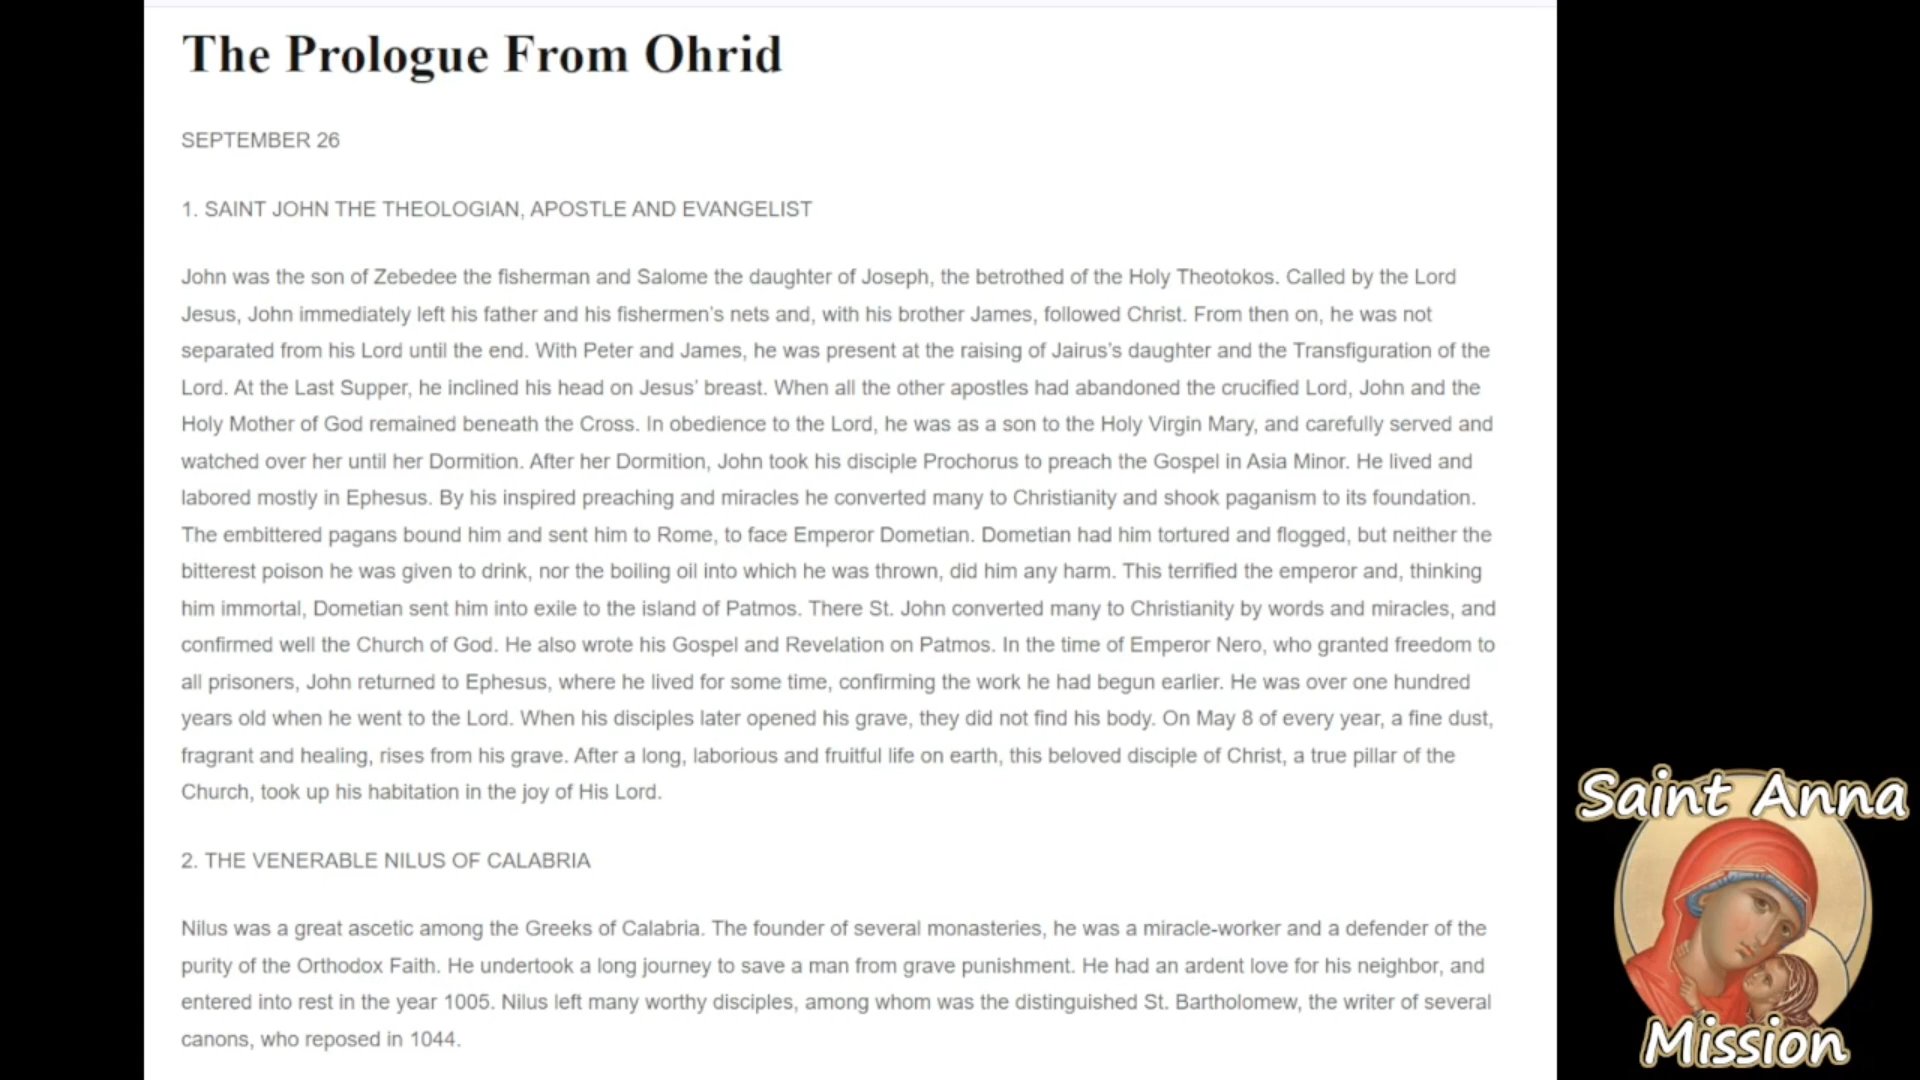 The Prologue From Ohrid
SEPTEMBER 26
1. SAINT JOHN THE THEOLOGIAN, APOSTLE AND EVANGELIST
John was the son of Zebedee the fisherman and Salome the daughter of Joseph, the betrothed of the Holy Theotokos. Called by the Lord
Jesus, John immediately left his father and his fishermen’s nets and, with his brother James, followed Christ. From then on, he was not
separated from his Lord until the end. With Peter and James, he was present at the raising of Jairus’s daughter and the Transfiguration of the
Lord. At the Last Supper, he inclined his head on Jesus’ breast. When all the other apostles had abandoned the crucified Lord, John and the
Holy Mother of God remained beneath the Cross. In obedience to the Lord, he was as a son to the Holy Virgin Mary, and carefully served and
watched over her until her Dormition. After her Dormition, John took his disciple Prochorus to preach the Gospel in Asia Minor. He lived and
labored mostly in Ephesus. By his inspired preaching and miracles he converted many to Christianity and shook paganism to its foundation.
The embittered pagans bound him and sent him to Rome, to face Emperor Dometian. Dometian had him tortured and flogged, but neither the
bitterest poison he was given to drink, nor the boiling oil into which he was thrown, did him any harm. This terrified the emperor and, thinking
him immortal, Dometian sent him into exile to the island of Patmos. There St. John converted many to Christianity by words and miracles, and
confirmed well the Church of God. He also wrote his Gospel and Revelation on Patmos. In the time of Emperor Nero, who granted freedom to
all prisoners, John returned to Ephesus, where he lived for some time, confirming the work he had begun earlier. He was over one hundred
years old when he went to the Lord. When his disciples later opened his grave, they did not find his body. On May 8 of every year, a fine dust,
fragrant and healing, rises from his grave. After a long, laborious and fruitful life on earth, this beloved disciple of Christ, a true pillar of the
Church, took up his habitation in the joy of His Lord.
2. THE VENERABLE NILUS OF CALABRIA
Nilus was a great ascetic among the Greeks of Calabria. The founder of several monasteries, he was a miracle-worker and a defender of the
purity of the Orthodox Faith. He undertook a long journey to save a man from grave punishment. He had an ardent love for his neighbor, and
entered into rest in the year 1005. Nilus left many worthy disciples, among whom was the distinguished St. Bartholomew, the writer of several
canons, who reposed in 1044.
Saint Anna
Mission